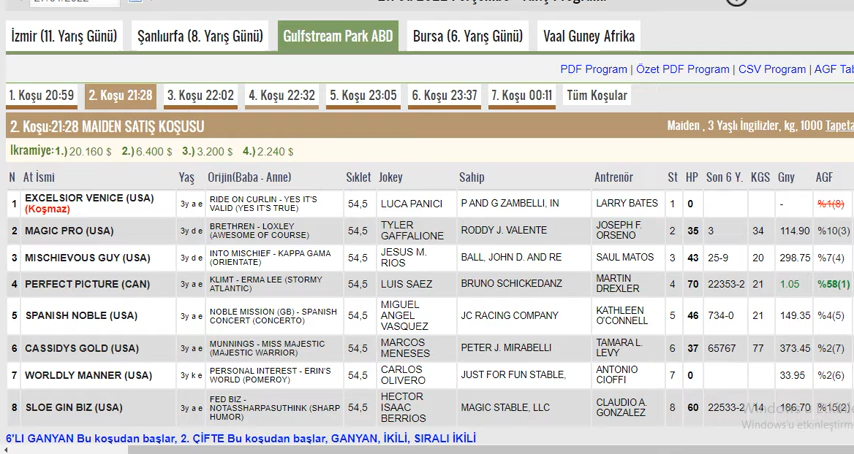 İzmir (11. Yarış Günü) Şanlıurfa (8. Yarış Günü) Gulfstream Park ABD Bursa (6. Yarış Günü) Vaal Guney Afrika
PDF Program | Özet PDF Program | CSV Program | AGF Tab
1. Koşu 20:59 2. Koşu 21:28 3. Koşu 22:02 4. Koşu 22:32 5. Koşu 23:05 6. Koşu 23:37 7. Koşu 00:11 Tüm Koşular
2. Koşu:21:28 MAIDEN SATIŞ KOŞUSU Maiden , 3 Yaşlı İngilizler, kg, 1000 Tapeta
Ikramiye: 1.) 20.160 $ 2.) 6.400 $ 3.) 3.200 $ 4.) 2.240 $
N At İsmi Yaş Orijin(Baba - Anne) Sıklet Jokey Sahip Antrenör St HP Son 6 Y. KGS Gny AGF
1 EXCELSIOR VENICE (USA) (Koşmaz) 3y a e RIDE ON CURLIN - YES IT'S VALID (YES IT'S TRUE) 54,5 LUCA PANICI P AND G ZAMBELLI, IN LARRY BATES 1 0 - %1(8)
2 MAGIC PRO (USA) 3y d e BRETHREN - LOXLEY (AWESOME OF COURSE) 54,5 TYLER GAFFALIONE RODDY J. VALENTE JOSEPH F. ORSENO 2 35 3 34 114.90 %10(3)
3 MISCHIEVOUS GUY (USA) 3y d e INTO MISCHIEF - KAPPA GAMA (ORIENTATE) 54,5 JESUS M. RIOS BALL, JOHN D. AND RE SAUL MATOS 3 43 25-9 20 298.75 %7(4)
4 PERFECT PICTURE (CAN) 3y a e KLIMT - ERMA LEE (STORMY ATLANTIC) 54,5 LUIS SAEZ BRUNO SCHICKEDANZ MARTIN DREXLER 4 70 22353-2 21 1.05 %58(1)
5 SPANISH NOBLE (USA) 3y a e NOBLE MISSION (GB) - SPANISH CONCERT (CONCERTO) 54,5 MIGUEL ANGEL VASQUEZ JC RACING COMPANY KATHLEEN O'CONNELL 5 46 734-0 21 149.35 %4(5)
6 CASSIDYS GOLD (USA) 3y a e MUNNINGS - MISS MAJESTIC (MAJESTIC WARRIOR) 54,5 MARCOS MENESES PETER J. MIRABELLI TAMARA L. LEVY 6 37 65767 77 373.45 %2(7)
7 WORLDLY MANNER (USA) 3y k e PERSONAL INTEREST - ERIN'S WORLD (POMEROY) 54,5 CARLOS OLIVERO JUST FOR FUN STABLE, ANTONIO CIOFFI 7 0 33.95 %2(6)
8 SLOE GIN BIZ (USA) 3y a e FED BIZ - NOTASSHARPASUTHINK (SHARP HUMOR) 54,5 HECTOR ISAAC BERRIOS MAGIC STABLE, LLC CLAUDIO A. GONZALEZ 8 60 22533-2 14 166.70 %15(2)
6'LI GANYAN Bu koşudan başlar, 2. ÇİFTE Bu koşudan başlar, GANYAN, İKİLİ, SIRALI İKİLİ
Windows'u etkinleştirm